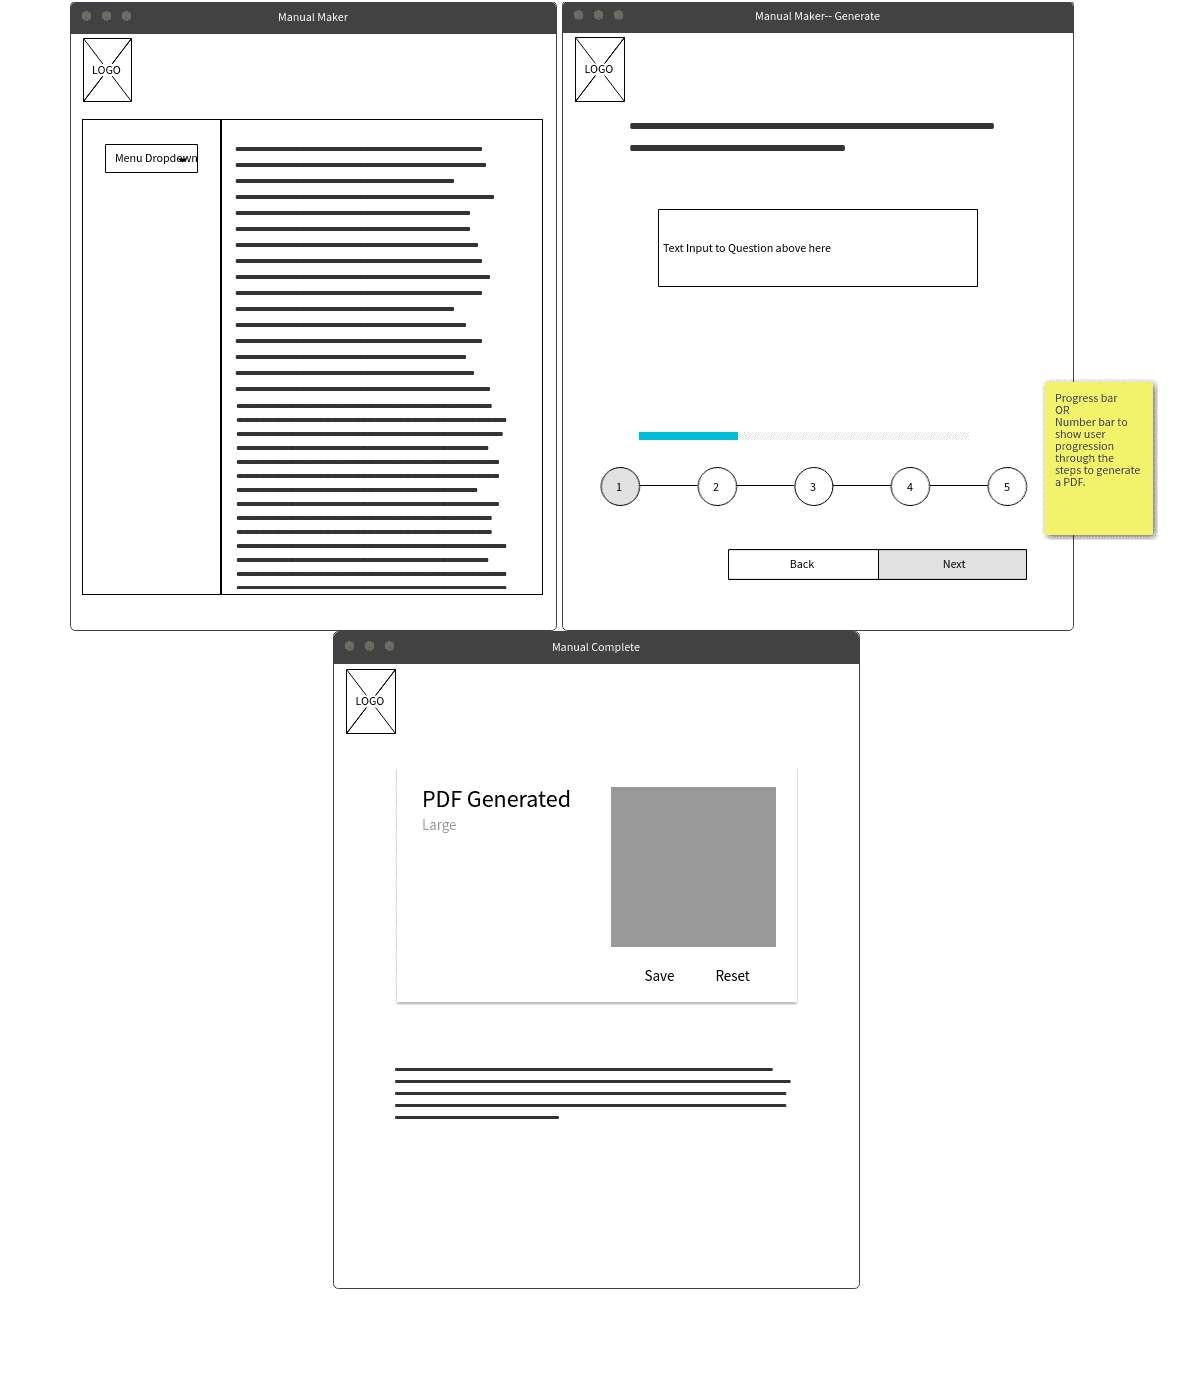 Manual Maker
LOGO
Menu Dropdown
Manual Maker-- Generate
LOGO
Text Input to Question above here
Progress bar
OR
Number bar to
show user
progression
through the
steps to generate
a PDF.
1 2 3 4 5
Back Next
Manual Complete
LOGO
PDF Generated
Large
Save Reset